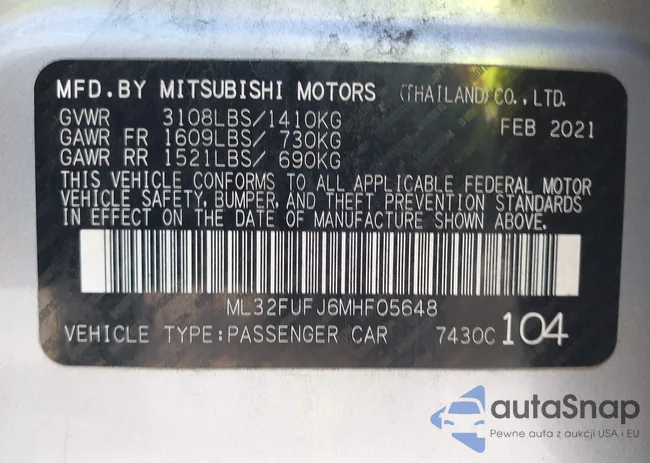 MFD.BY MITSUBISHI MOTORS (THAILAND)CO.,LTD.
GVWR 3108LBS/1410KG FEB 2021
GAWR FR 1609LBS/ 730KG
GAWR RR 1521LBS/ 690KG
THIS VEHICLE CONFORMS TO ALL APPLICABLE FEDERAL MOTOR
VEHICLE SAFETY, BUMPER, AND THEFT PREVENTION STANDARDS
IN EFFECT ON THE DATE OF MANUFACTURE SHOWN ABOVE.
ML32FUFJ6MHF05648
VEHICLE TYPE:PASSENGER CAR 7430C 104
autaSnap
Pewne auta z aukcji USA i EU